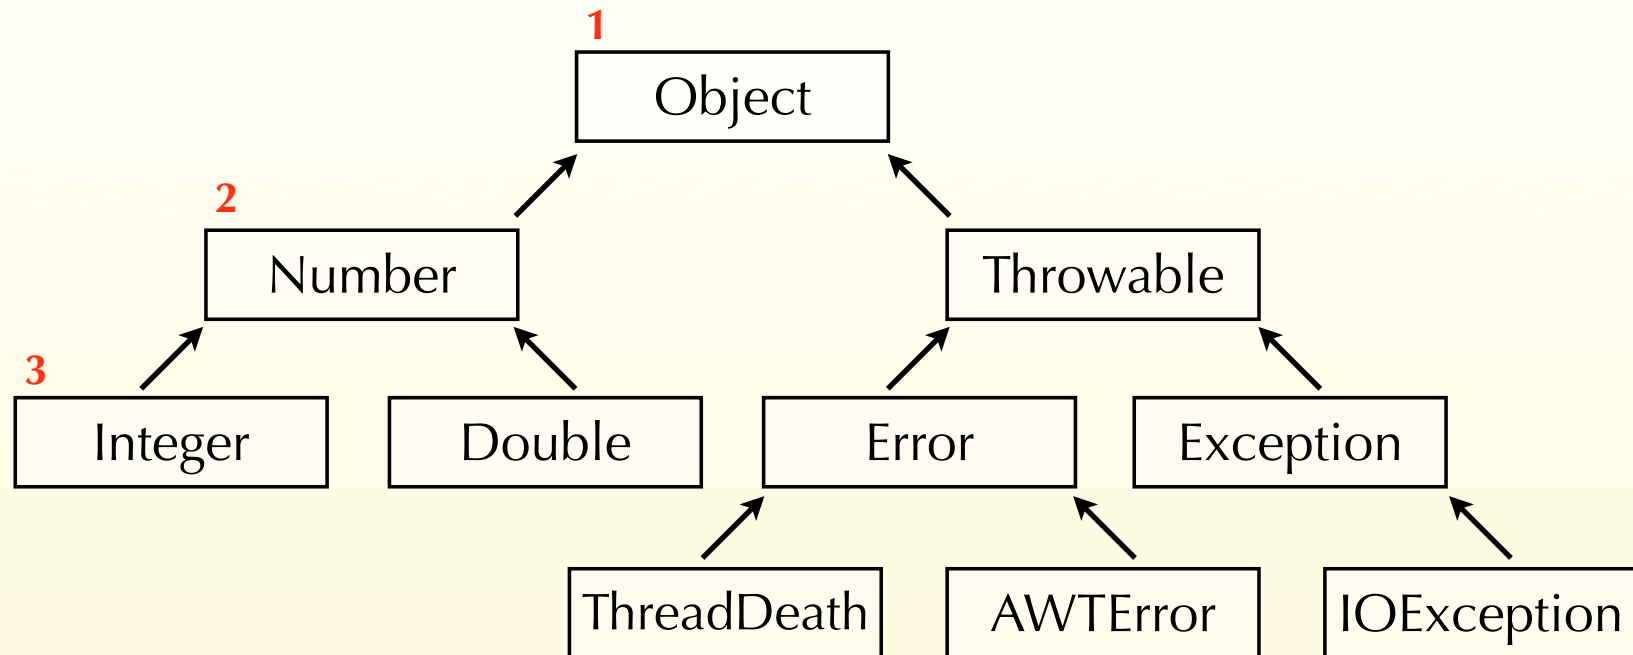 1
Object
2
Number
Throwable
3
Integer
Double
Error
Exception
ThreadDeath
AWTError
IOException